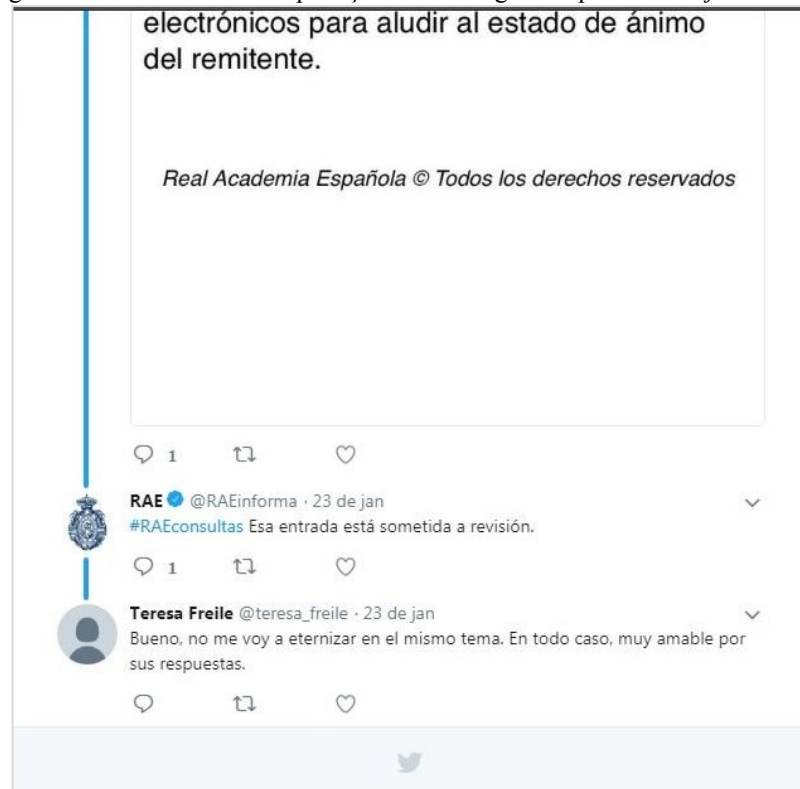 electrónicos para aludir al estado de ánimo
del remitente.
Real Academia Española © Todos los derechos reservados
1
RAE @RAEinforma · 23 de jan
#RAEconsultas Esa entrada está sometida a revisión.
1
Teresa Freile @teresa_freile · 23 de jan
Bueno, no me voy a eternizar en el mismo tema. En todo caso, muy amable por
sus respuestas.